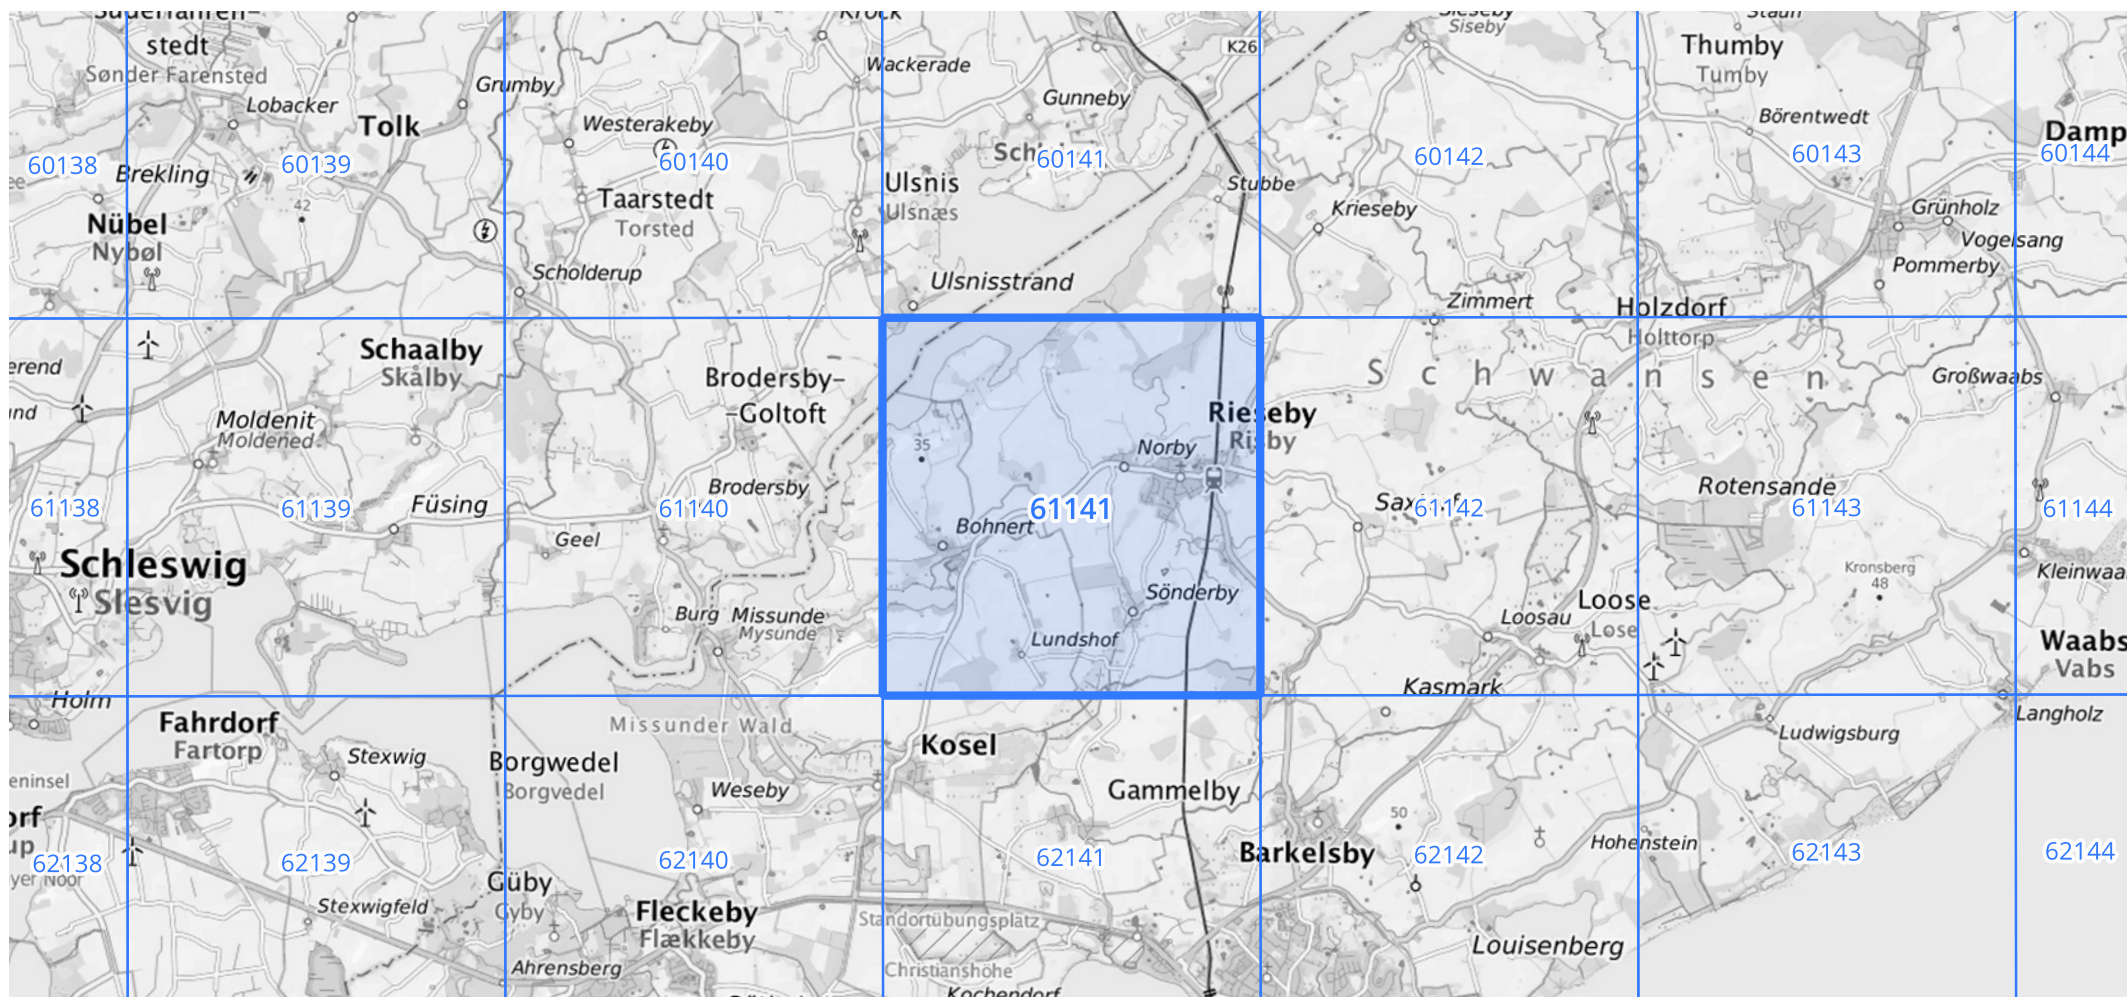 stedt
Sønder Farensted
Lobacker
Tolk
Grumby
Westerakeby
Wackerade
Gunneby
K26
Sieseby
Siseby
Thumby
Tumby
Börentwedt
Damp
60138
Brekling
60139
60140
60141
60142
60143
60144
42
Nübel
Nybøl
Taarstedt
Torsted
Ulsnis
Ulsnæs
Stubbe
Krieseby
Grünholz
Vogelsang
Pommerby
Scholderup
Ulsnisstrand
Zimmert
Holzdorf
Holttorp
Schaalby
Skålby
Brodersby-
-Goltoft
Schwansen
Großwaabs
Moldenit
Moldened
35
Norby
Rieseby
Risby
Brodersby
Rotensande
61138
61139
Füsing
61140
61141
61142
61143
61144
Geel
Bohnert
Schleswig
Slesvig
Kronsberg
48
Sönderby
Burg
Missunde
Mysunde
Lundshof
Loosau
Loose
Lose
Waabs
Vabs
Kasmark
Holm
Fahrdorf
Fartorp
Missunder Wald
Kosel
Langholz
Ludwigsburg
Stexwig
Borgwedel
Borgvedel
Weseby
Gammelby
50
62138
62139
62140
62141
Barkelsby
62142
Hohenstein
62143
62144
Güby
Gyby
Stexwigfeld
Fleckeby
Flækkeby
Standortübungsplatz
Louisenberg
Ahrensberg
Christianshöhe
Kochendorf